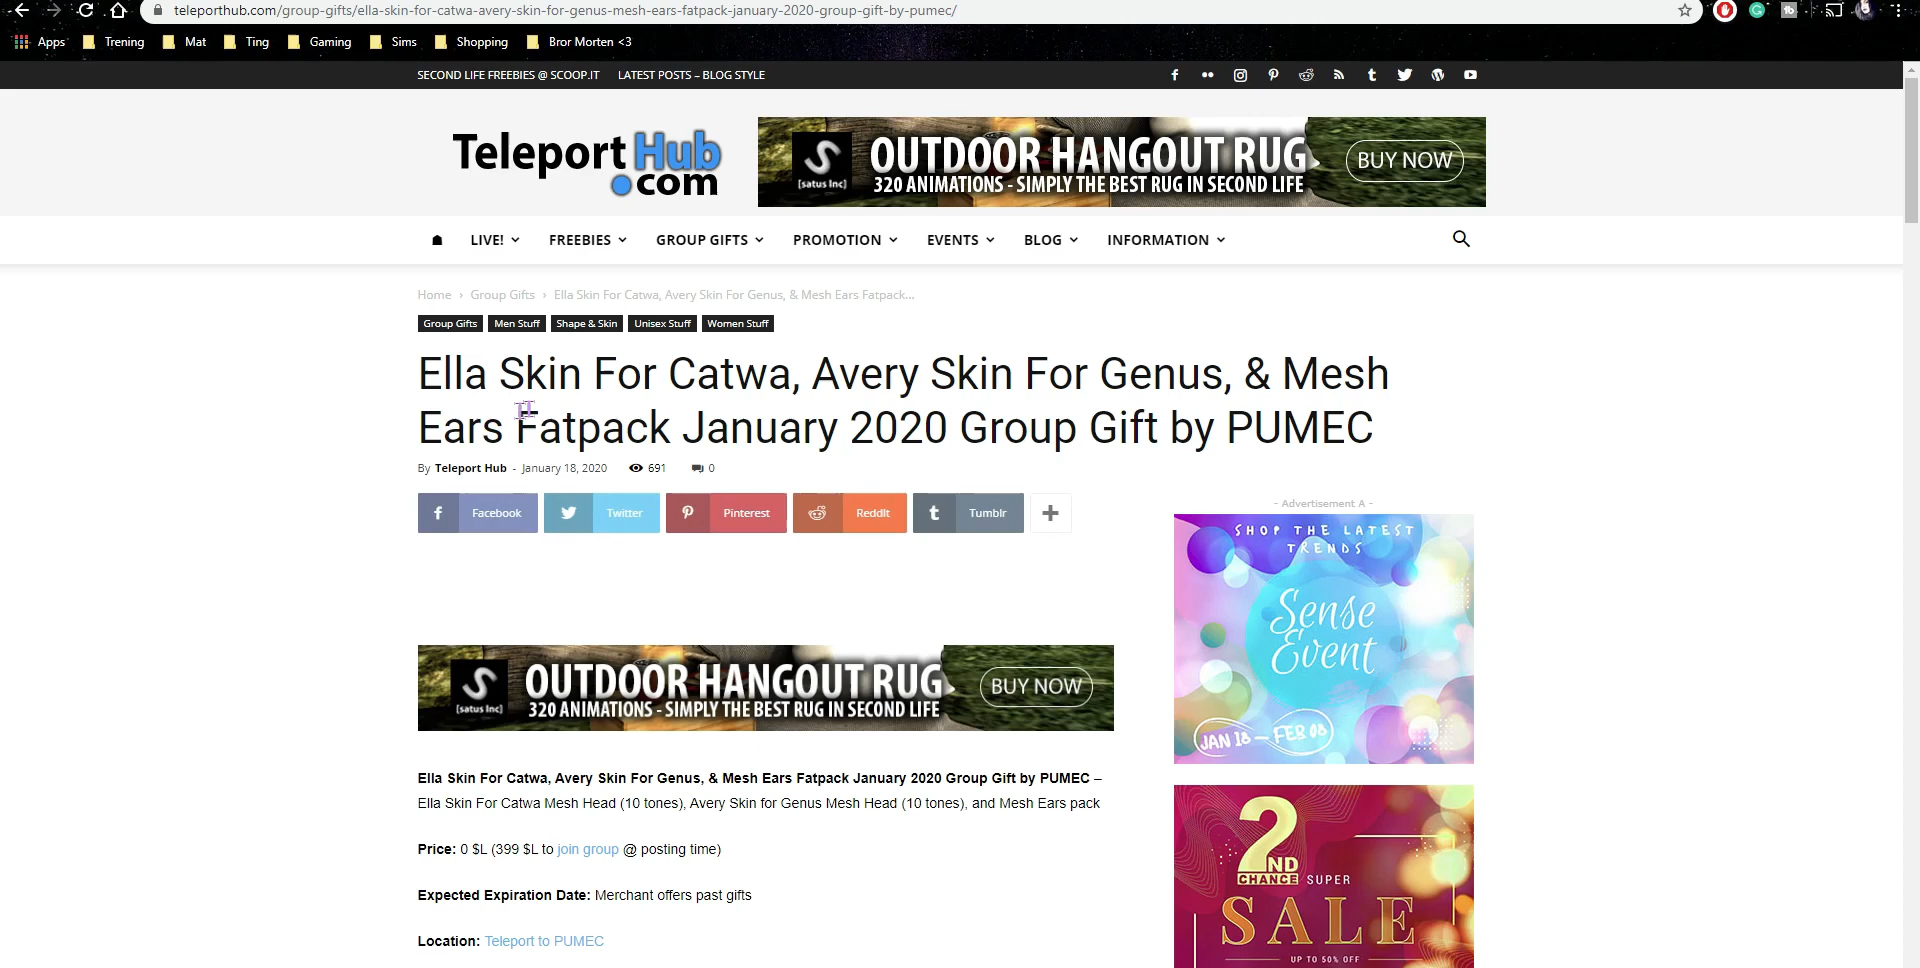 teleporthub.com/group-gifts/ella-skin-for-catwa-avery-skin-for-genus-mesh-ears-fatpack-january-2020-group-gift-by-pumec/
Apps Trening Mat Ting Gaming Sims Shopping Bror Morten <3
SECOND LIFE FREEBIES @ SCOOP.IT LATEST POSTS – BLOG STYLE
TeleportHub
.com
[satus Inc]
OUTDOOR HANGOUT RUG
320 ANIMATIONS - SIMPLY THE BEST RUG IN SECOND LIFE
BUY NOW
LIVE! FREEBIES GROUP GIFTS PROMOTION EVENTS BLOG INFORMATION
Home › Group Gifts › Ella Skin For Catwa, Avery Skin For Genus, & Mesh Ears Fatpack...
Group Gifts Men Stuff Shape & Skin Unisex Stuff Women Stuff
Ella Skin For Catwa, Avery Skin For Genus, & Mesh
Ears Fatpack January 2020 Group Gift by PUMEC
By Teleport Hub - January 18, 2020 691 0
Facebook Twitter Pinterest ReddIt Tumblr
[satus Inc]
OUTDOOR HANGOUT RUG
320 ANIMATIONS - SIMPLY THE BEST RUG IN SECOND LIFE
BUY NOW
Ella Skin For Catwa, Avery Skin For Genus, & Mesh Ears Fatpack January 2020 Group Gift by PUMEC –
Ella Skin For Catwa Mesh Head (10 tones), Avery Skin for Genus Mesh Head (10 tones), and Mesh Ears pack
Price: 0 $L (399 $L to join group @ posting time)
Expected Expiration Date: Merchant offers past gifts
Location: Teleport to PUMEC
- Advertisement A -
SHOP THE LATEST
TRENDS
Sense
Event
JAN 18 — FEB 08
2ND
CHANCE SUPER
SALE
UP TO 50% OFF